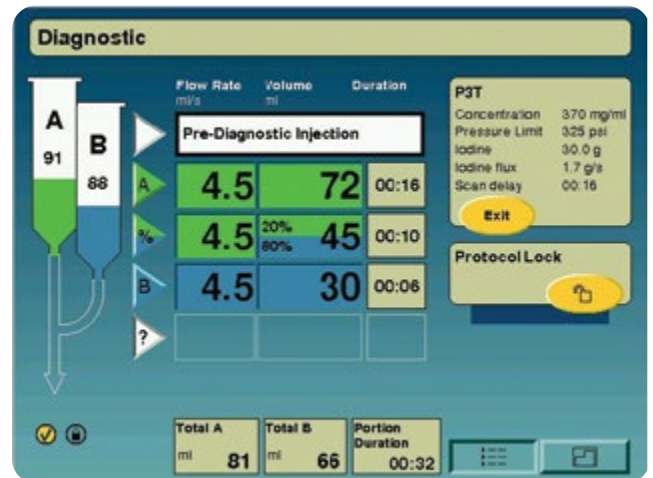 Diagnostic
Flow Rate Volume Duration
ml/s ml
A
91
B
88
Pre-Diagnostic Injection
A 4.5 72 00:16
% 4.5 20% 80% 45 00:10
B 4.5 30 00:06
?
P3T
Concentration 370 mg/ml
Pressure Limit 325 psi
Iodine 30.0 g
Iodine flux 1.7 g/s
Scan delay 00:16
Exit
Protocol Lock
Total A
ml 81
Total B
ml 66
Portion
Duration
00:32